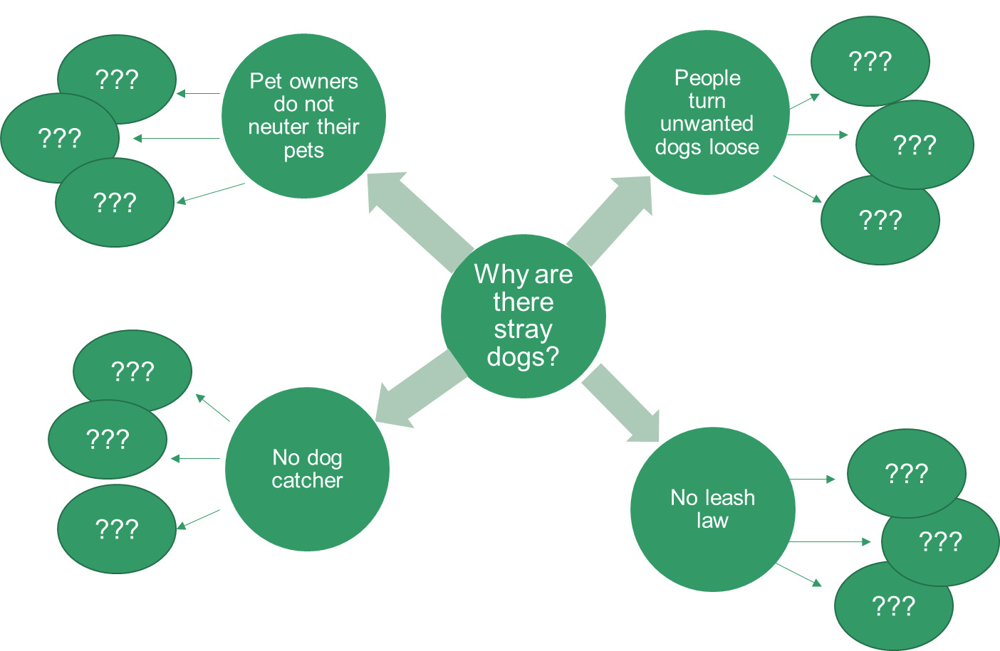 ???
???
???
Pet owners
do not
neuter their
pets
People
turn
unwanted
dogs loose
???
???
???
Why are
there
stray
dogs?
???
???
???
No dog
catcher
No leash
law
???
???
???